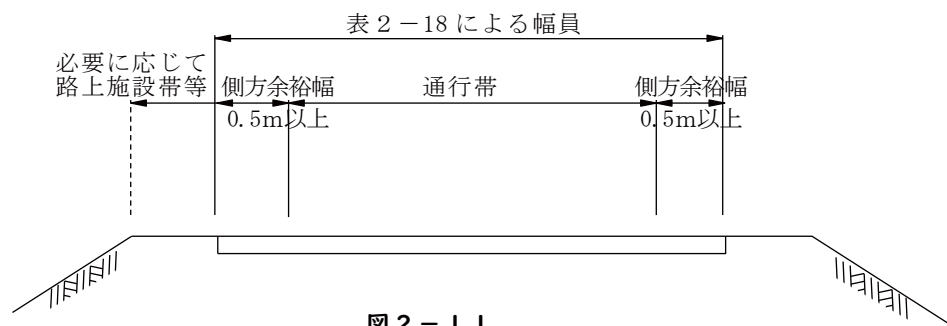 表２－18による幅員
必要に応じて
路上施設帯等
側方余裕幅
通行帯
側方余裕幅
0.5m以上
0.5m以上
図２－１１